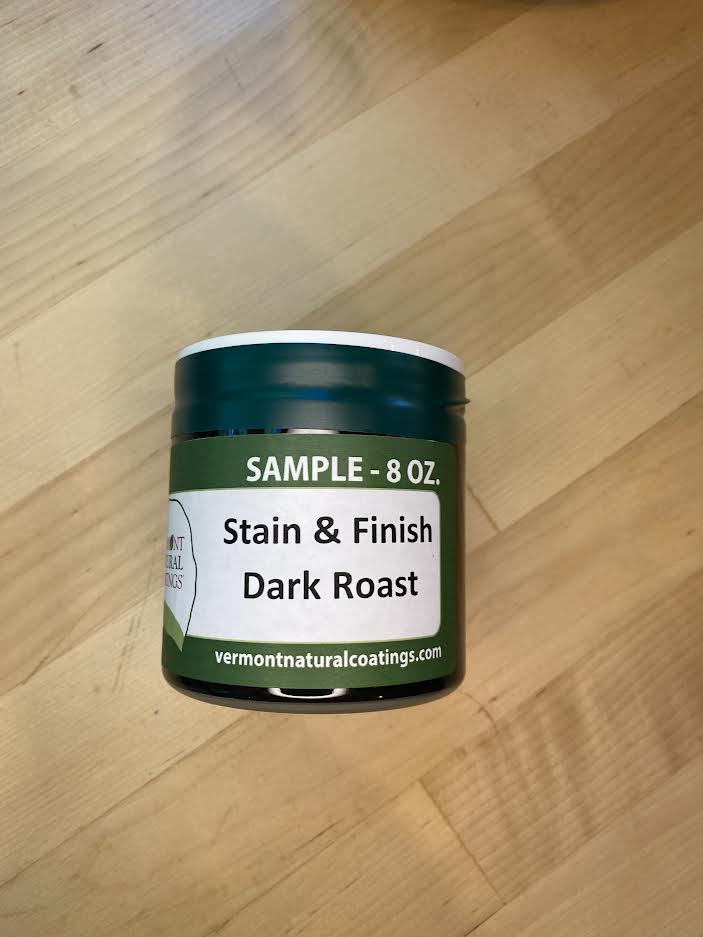 SAMPLE - 8 OZ.
Stain & Finish
Dark Roast
vermontnaturalcoatings.com